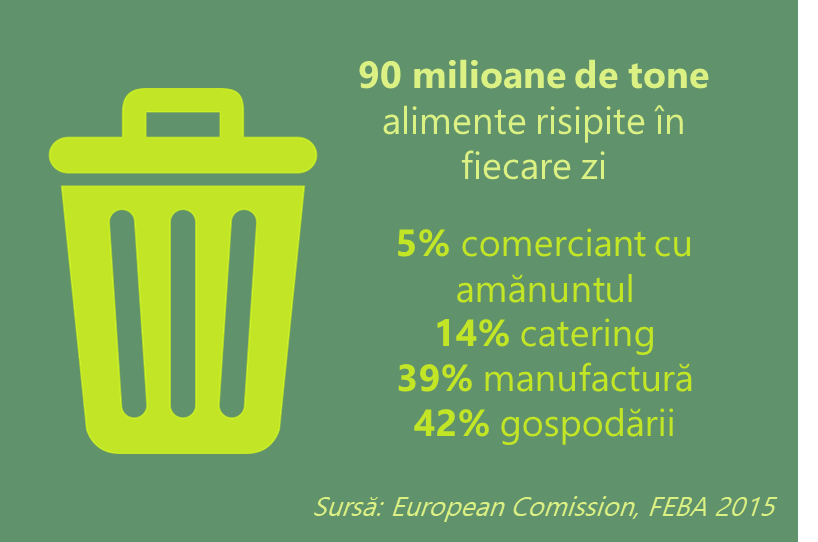 90 milioane de tone
alimente risipite în
fiecare zi
5% comerciant cu
amănuntul
14% catering
39% manufactură
42% gospodării
Sursă: European Comission, FEBA 2015